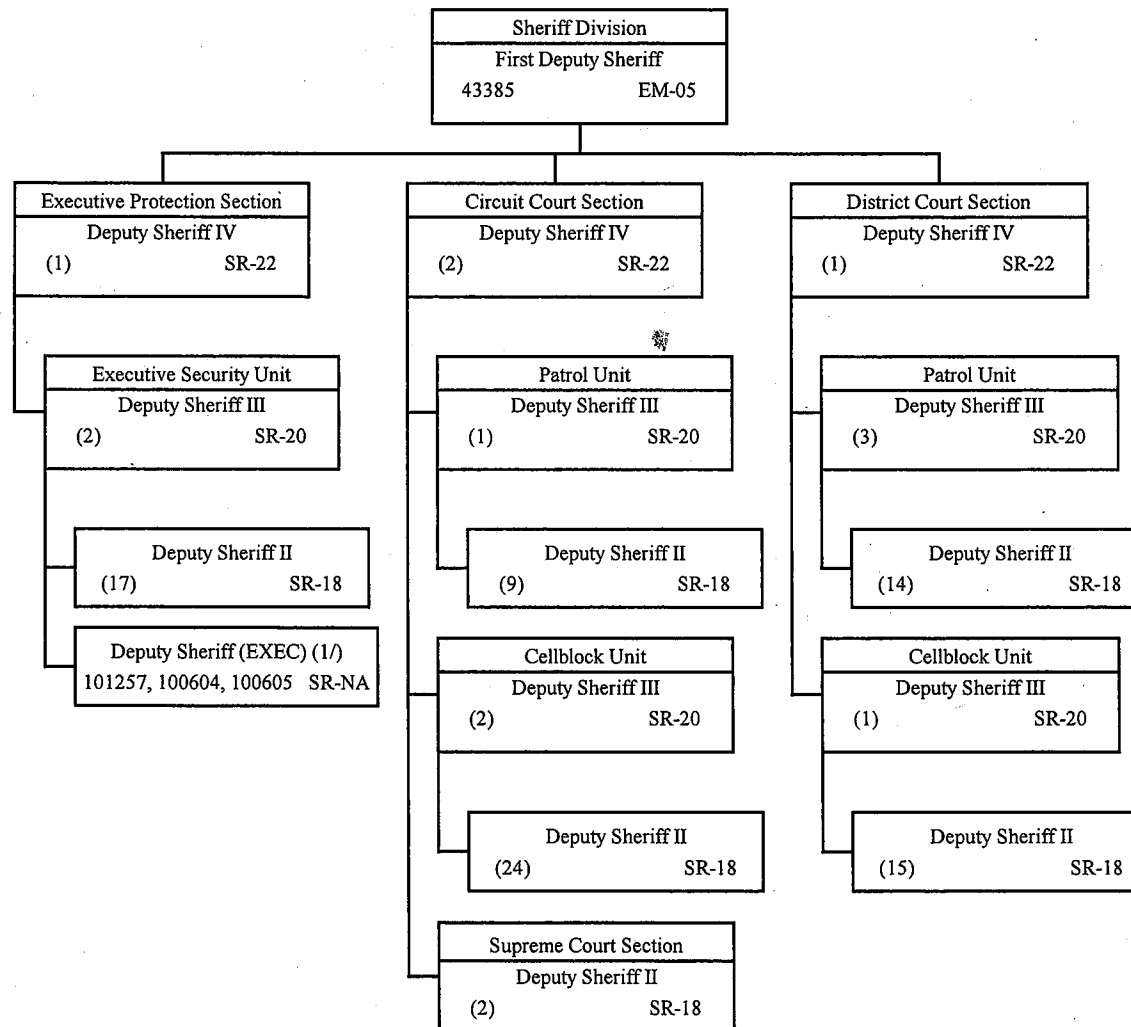 Sheriff Division
First Deputy Sheriff
43385 EM-05
Executive Protection Section
Deputy Sheriff IV
(1) SR-22
Executive Security Unit
Deputy Sheriff III
(2) SR-20
Deputy Sheriff II
(17) SR-18
Deputy Sheriff (EXEC) (1/)
101257, 100604, 100605 SR-NA
Circuit Court Section
Deputy Sheriff IV
(2) SR-22
Patrol Unit
Deputy Sheriff III
(1) SR-20
Deputy Sheriff II
(9) SR-18
Cellblock Unit
Deputy Sheriff III
(2) SR-20
Deputy Sheriff II
(24) SR-18
Supreme Court Section
Deputy Sheriff II
(2) SR-18
District Court Section
Deputy Sheriff IV
(1) SR-22
Patrol Unit
Deputy Sheriff III
(3) SR-20
Deputy Sheriff II
(14) SR-18
Cellblock Unit
Deputy Sheriff III
(1) SR-20
Deputy Sheriff II
(15) SR-18